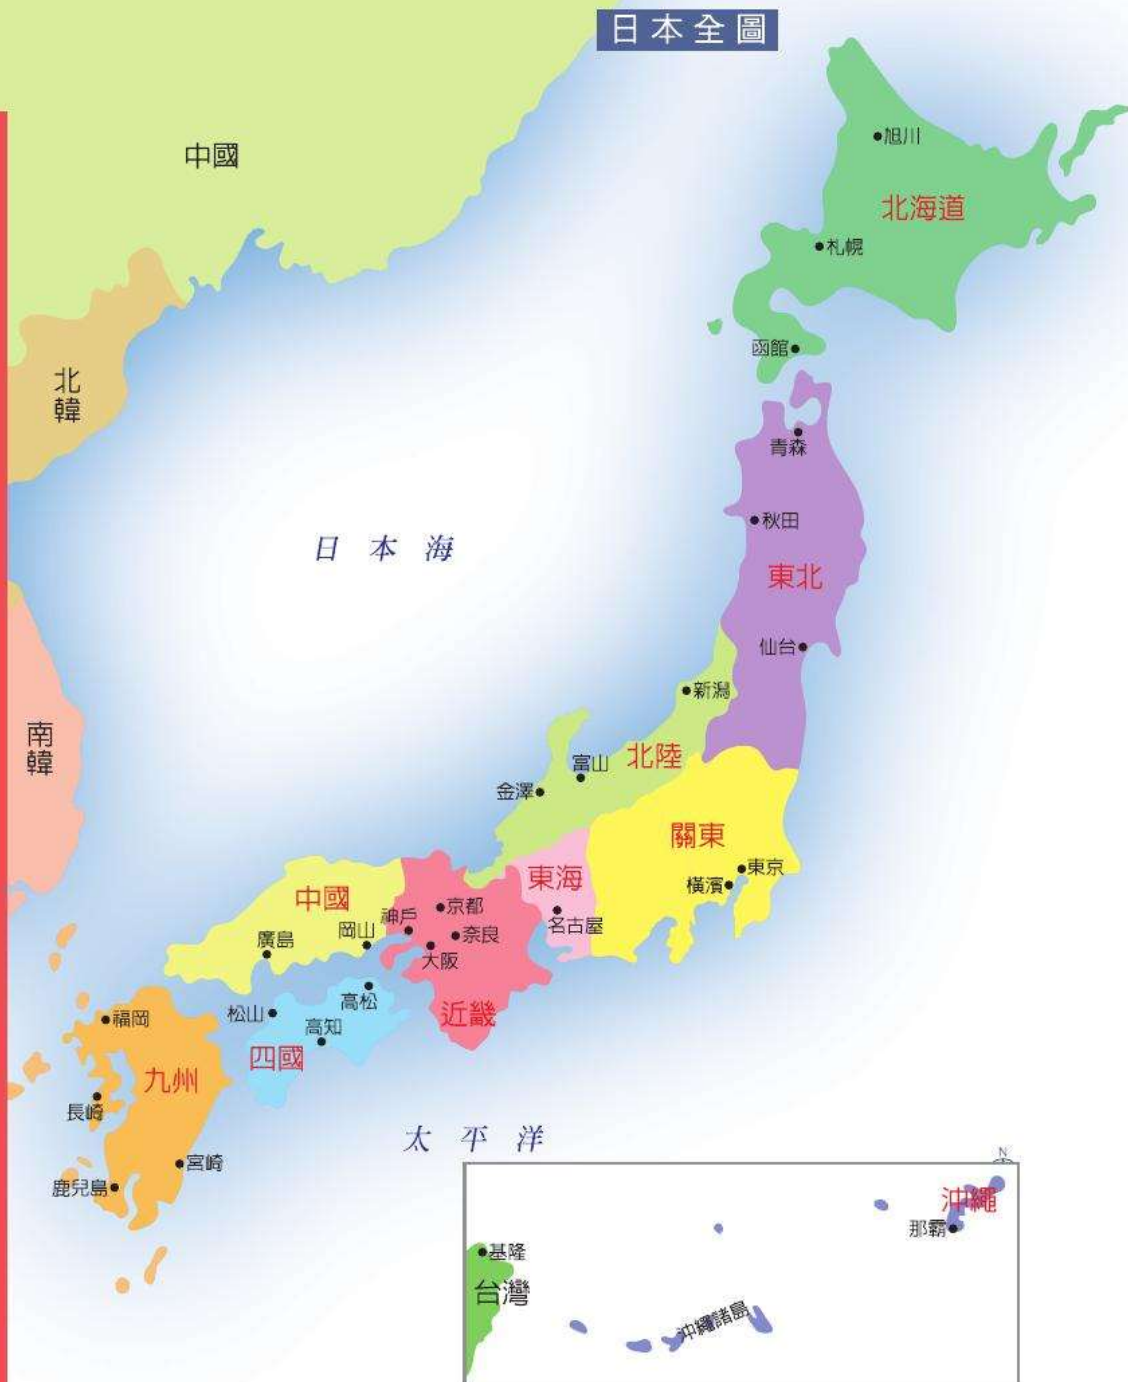 日本全圖
中國
旭川
北海道
札幌
函館
北韓
青森
秋田
日本海
東北
仙台
新潟
南韓
北陸
富山
金澤
關東
東京
東海
橫濱
中國
京都
神戶
名古屋
岡山
奈良
廣島
大阪
高松
松山
近畿
福岡
高知
四國
九州
長崎
太平洋
N
宮崎
鹿兒島
沖繩
那霸
基隆
台灣
沖繩諸島